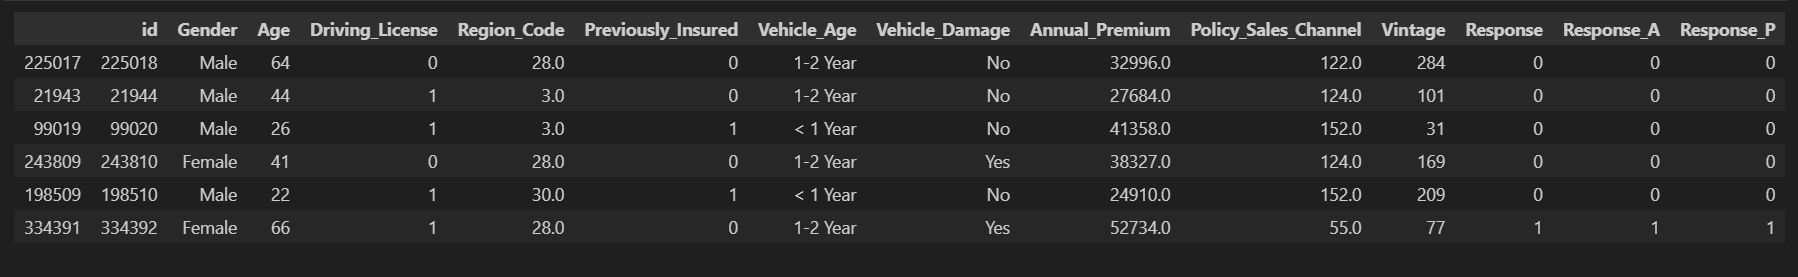 id Gender Age Driving_License Region_Code Previously_Insured Vehicle_Age Vehicle_Damage Annual_Premium Policy_Sales_Channel Vintage Response Response_A Response_P
225017 225018 Male 64 0 28.0 0 1-2 Year No 32996.0 122.0 284 0 0 0
21943 21944 Male 44 1 3.0 0 1-2 Year No 27684.0 124.0 101 0 0 0
99019 99020 Male 26 1 3.0 1 < 1 Year No 41358.0 152.0 31 0 0 0
243809 243810 Female 41 0 28.0 0 1-2 Year Yes 38327.0 124.0 169 0 0 0
198509 198510 Male 22 1 30.0 1 < 1 Year No 24910.0 152.0 209 0 0 0
334391 334392 Female 66 1 28.0 0 1-2 Year Yes 52734.0 55.0 77 1 1 1